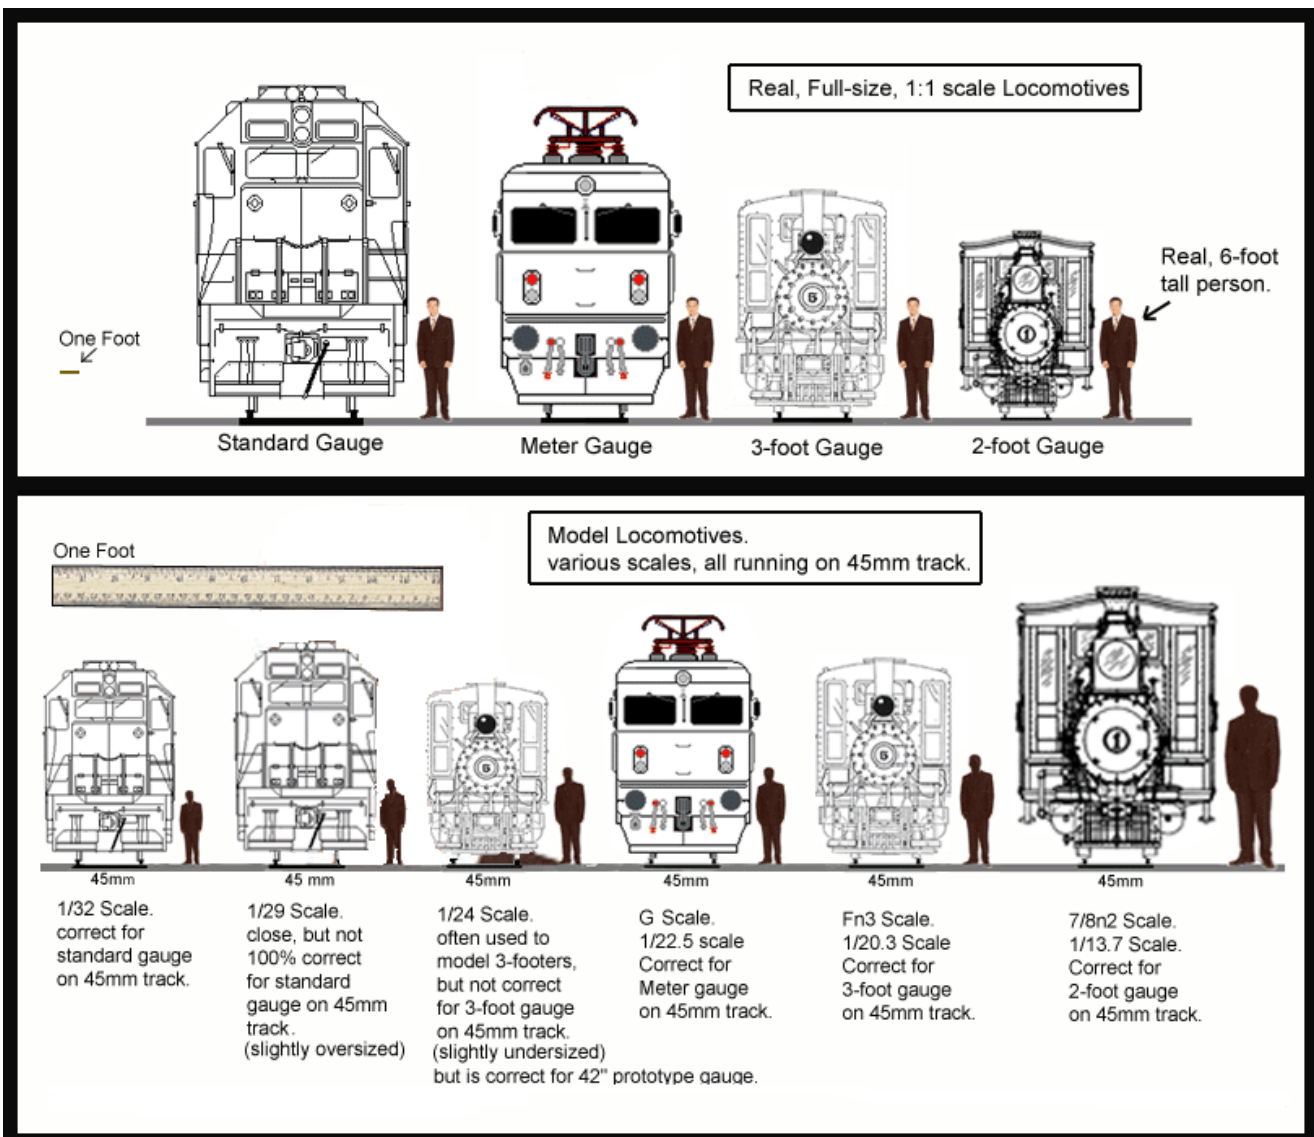 Real, Full-size, 1:1 scale Locomotives
Real, 6-foot
tall person.
One Foot
5
1
Standard Gauge
Meter Gauge
3-foot Gauge
2-foot Gauge
Model Locomotives.
various scales, all running on 45mm track.
One Foot
5
5
1
45mm
45 mm
45mm
45mm
45mm
45mm
1/32 Scale.
correct for
standard gauge
on 45mm track.
1/29 Scale.
close, but not
100% correct
for standard
gauge on 45mm
track.
(slightly oversized)
1/24 Scale.
often used to
model 3-footers,
but not correct
for 3-foot gauge
on 45mm track.
(slightly undersized)
but is correct for 42" prototype gauge.
G Scale.
1/22.5 scale
Correct for
Meter gauge
on 45mm track.
Fn3 Scale.
1/20.3 Scale
Correct for
3-foot gauge
on 45mm track.
7/8n2 Scale.
1/13.7 Scale.
Correct for
2-foot gauge
on 45mm track.